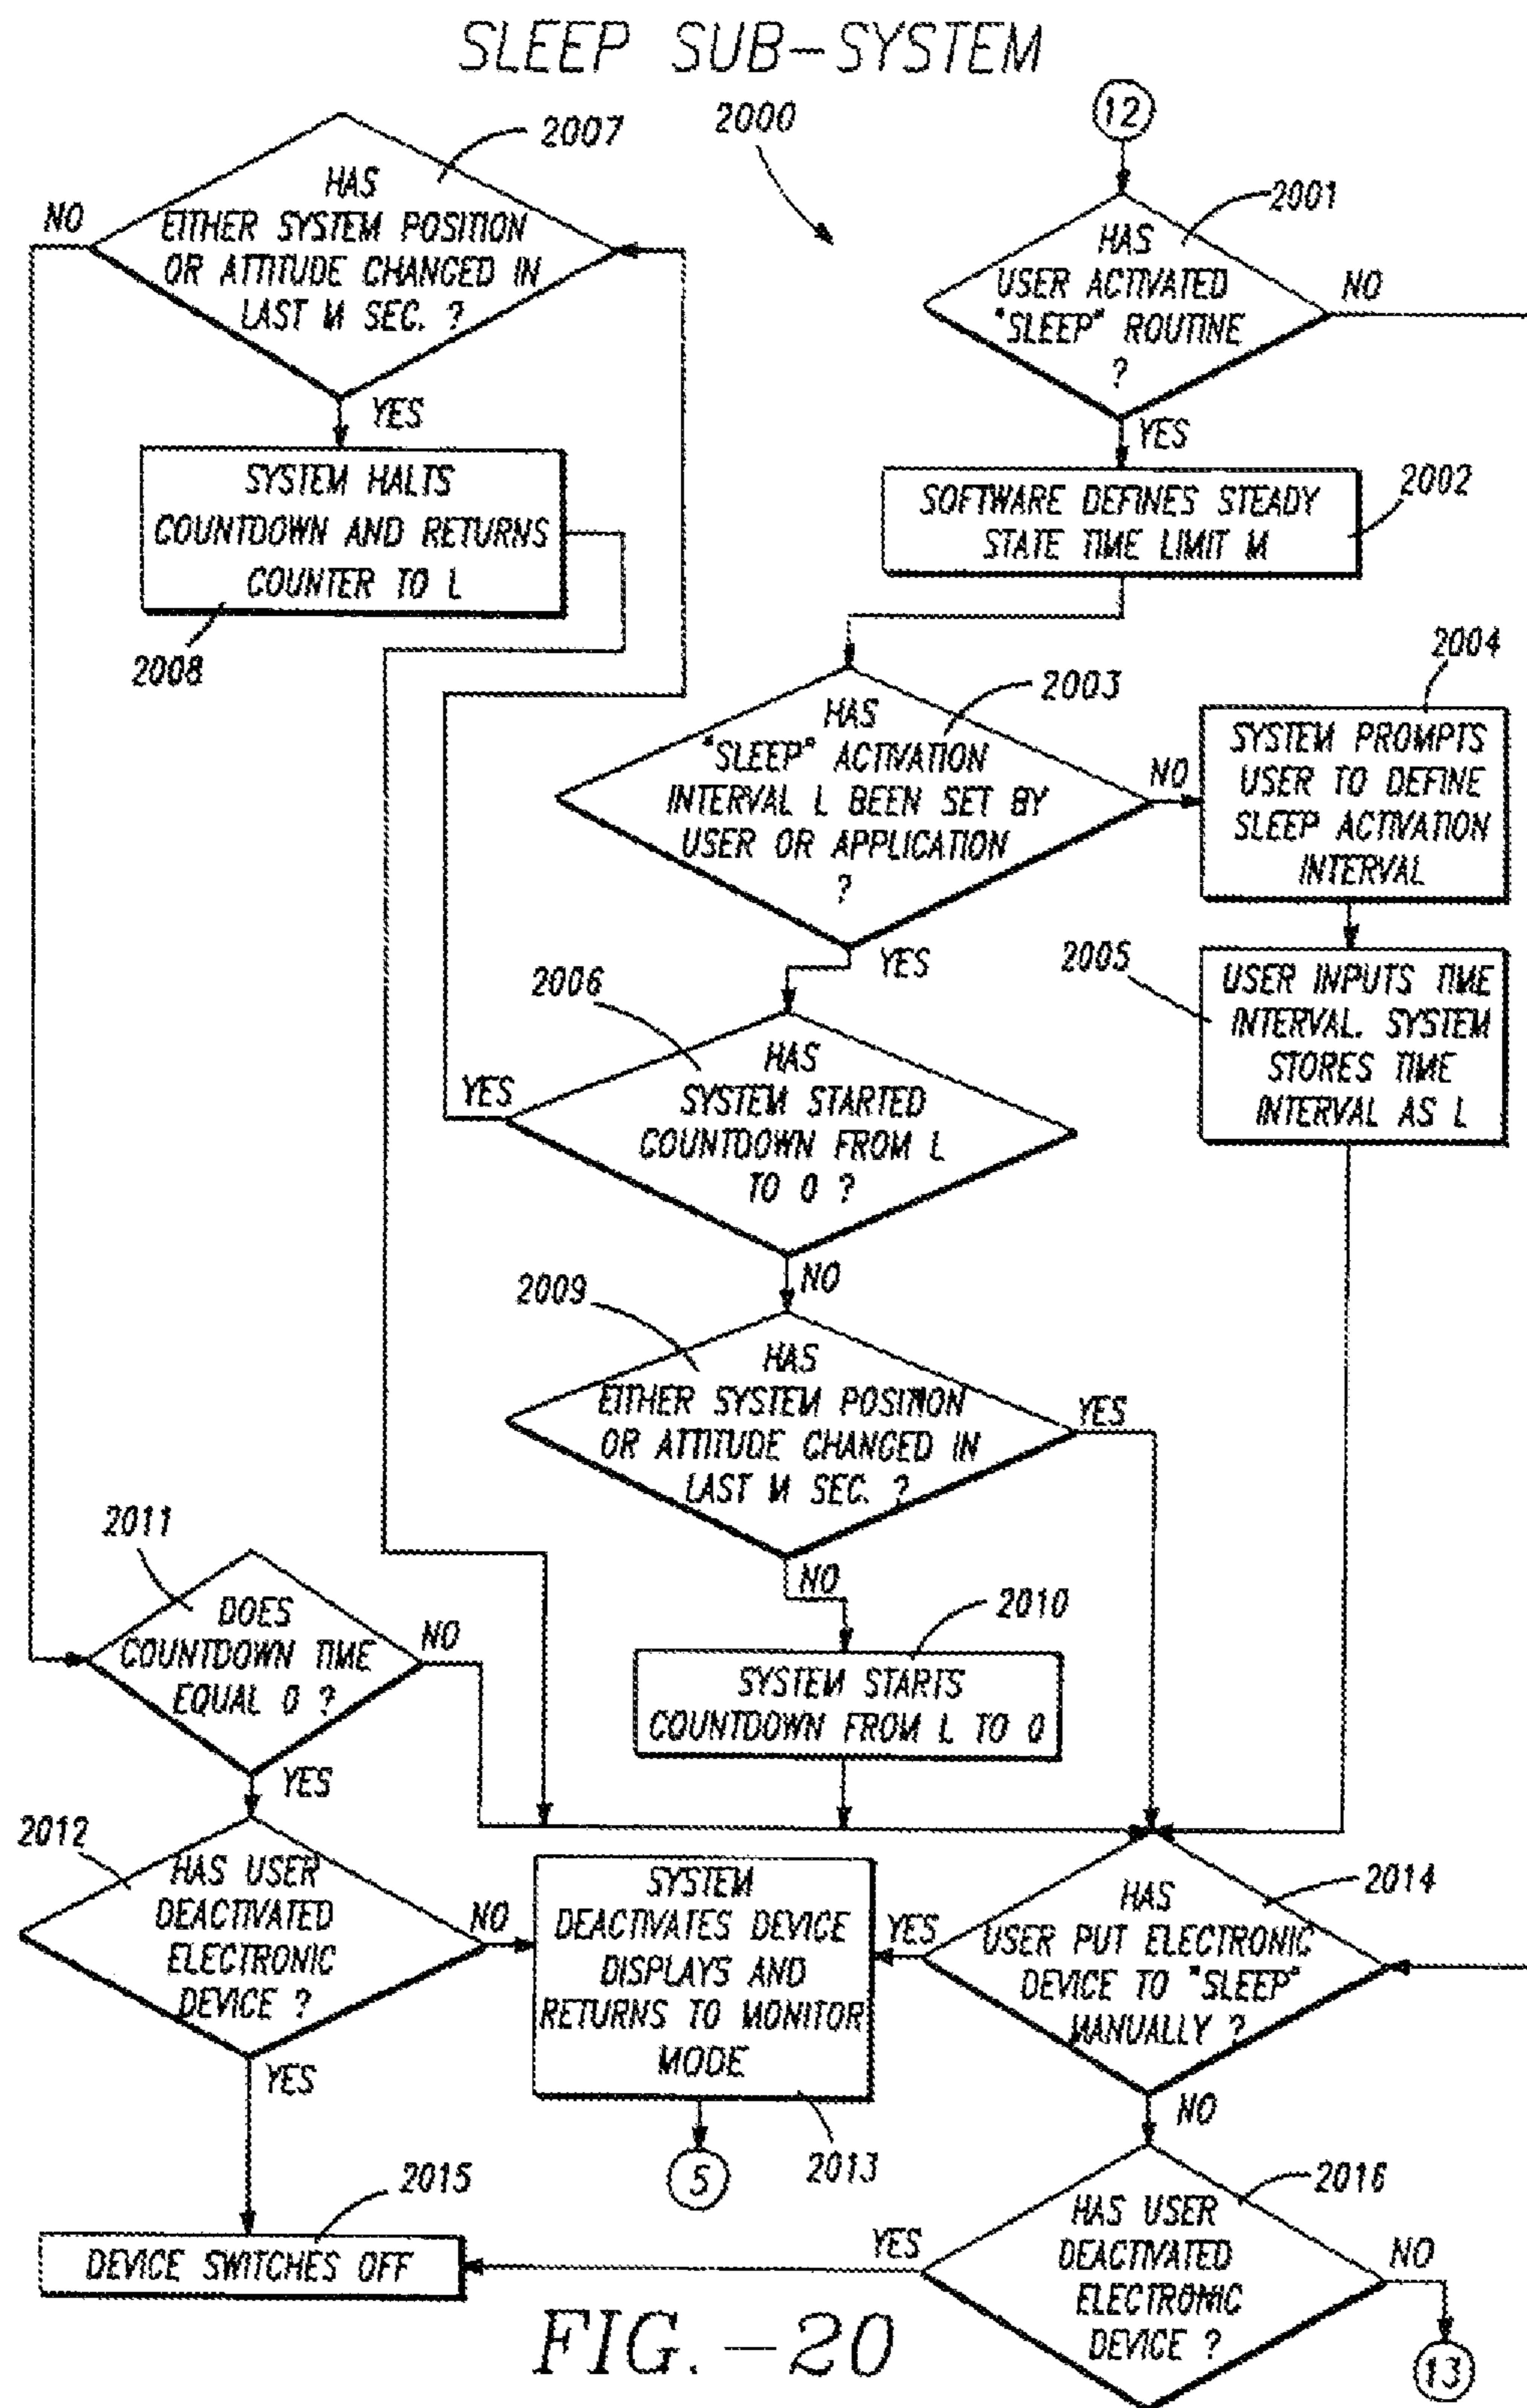 SLEEP SUB-SYSTEM
2000
12
2001
HAS
USER ACTIVATED
"SLEEP" ROUTINE
?
NO
YES
2002
SOFTWARE DEFINES STEADY
STATE TIME LIMIT M
2003
HAS
"SLEEP" ACTIVATION
INTERVAL L BEEN SET BY
USER OR APPLICATION
?
NO
YES
2004
SYSTEM PROMPTS
USER TO DEFINE
SLEEP ACTIVATION
INTERVAL
2005
USER INPUTS TIME
INTERVAL. SYSTEM
STORES TIME
INTERVAL AS L
2006
HAS
SYSTEM STARTED
COUNTDOWN FROM L
TO 0 ?
YES
NO
2007
HAS
EITHER SYSTEM POSITION
OR ATTITUDE CHANGED IN
LAST M SEC. ?
NO
YES
SYSTEM HALTS
COUNTDOWN AND RETURNS
COUNTER TO L
2008
2009
HAS
EITHER SYSTEM POSITION
OR ATTITUDE CHANGED IN
LAST M SEC. ?
YES
NO
2010
SYSTEM STARTS
COUNTDOWN FROM L TO 0
2011
DOES
COUNTDOWN TIME
EQUAL 0 ?
NO
YES
2012
HAS USER
DEACTIVATED
ELECTRONIC
DEVICE ?
NO
YES
SYSTEM
DEACTIVATES DEVICE
DISPLAYS AND
RETURNS TO MONITOR
MODE
2013
5
2014
HAS
USER PUT ELECTRONIC
DEVICE TO "SLEEP"
MANUALLY ?
YES
NO
2015
DEVICE SWITCHES OFF
2016
HAS USER
DEACTIVATED
ELECTRONIC
DEVICE ?
YES
NO
13
FIG.-20